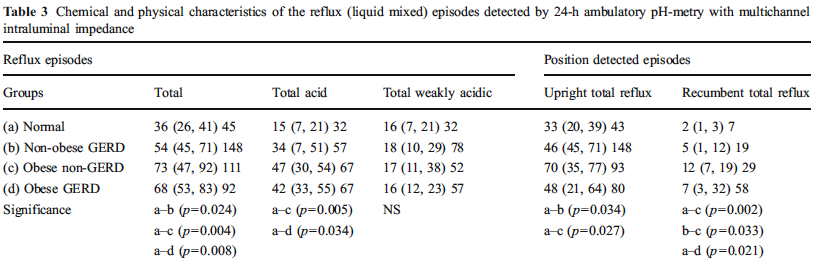 Table 3 Chemical and physical characteristics of the reflux (liquid mixed) episodes detected by 24-h ambulatory pH-metry with multichannel
intraluminal impedance
Reflux episodes Position detected episodes
Groups Total Total acid Total weakly acidic Upright total reflux Recumbent total reflux
(a) Normal 36 (26, 41) 45 15 (7, 21) 32 16 (7, 21) 32 33 (20, 39) 43 2 (1, 3) 7
(b) Non-obese GERD 54 (45, 71) 148 34 (7, 51) 57 18 (10, 29) 78 46 (45, 71) 148 5 (1, 12) 19
(c) Obese non-GERD 73 (47, 92) 111 47 (30, 54) 67 17 (11, 38) 52 70 (35, 77) 93 12 (7, 19) 29
(d) Obese GERD 68 (53, 83) 92 42 (33, 55) 67 16 (12, 23) 57 48 (21, 64) 80 7 (3, 32) 58
Significance a–b (p=0.024) a–c (p=0.005) NS a–b (p=0.034) a–c (p=0.002)
a–c (p=0.004) a–d (p=0.034) a–c (p=0.027) b–c (p=0.033)
a–d (p=0.008) a–d (p=0.021)